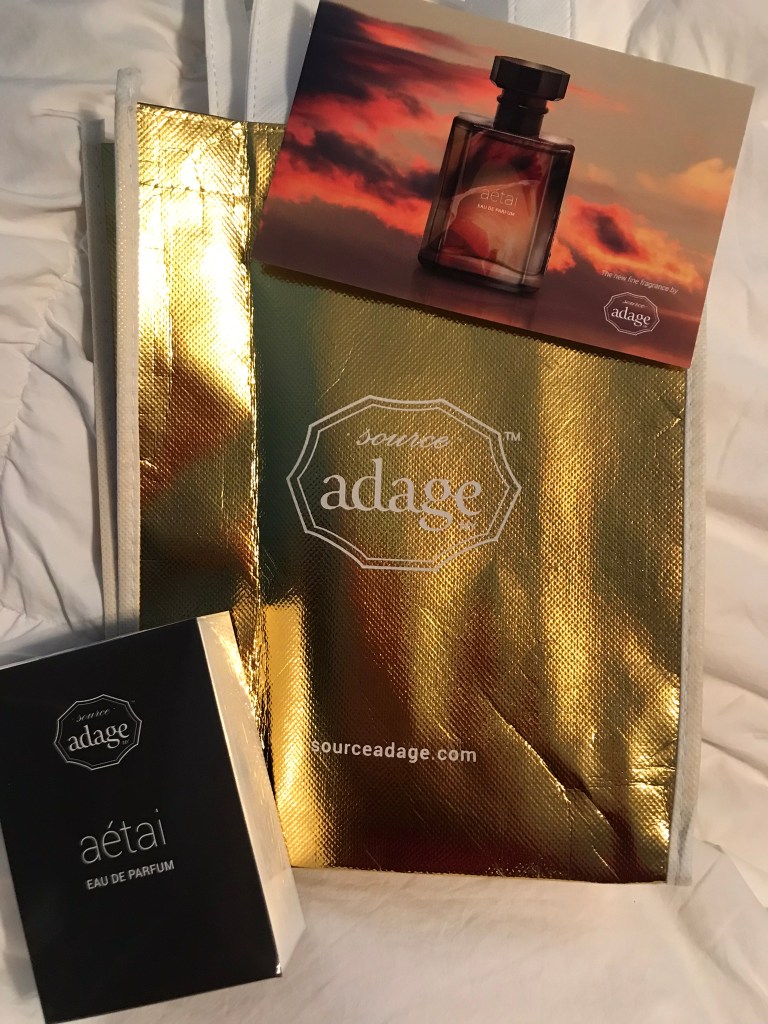 aétai
EAU DE PARFUM
The new fine fragrance by
adage
source
™
adage
NYC
sourceadage.com
source
adage
aétai
EAU DE PARFUM